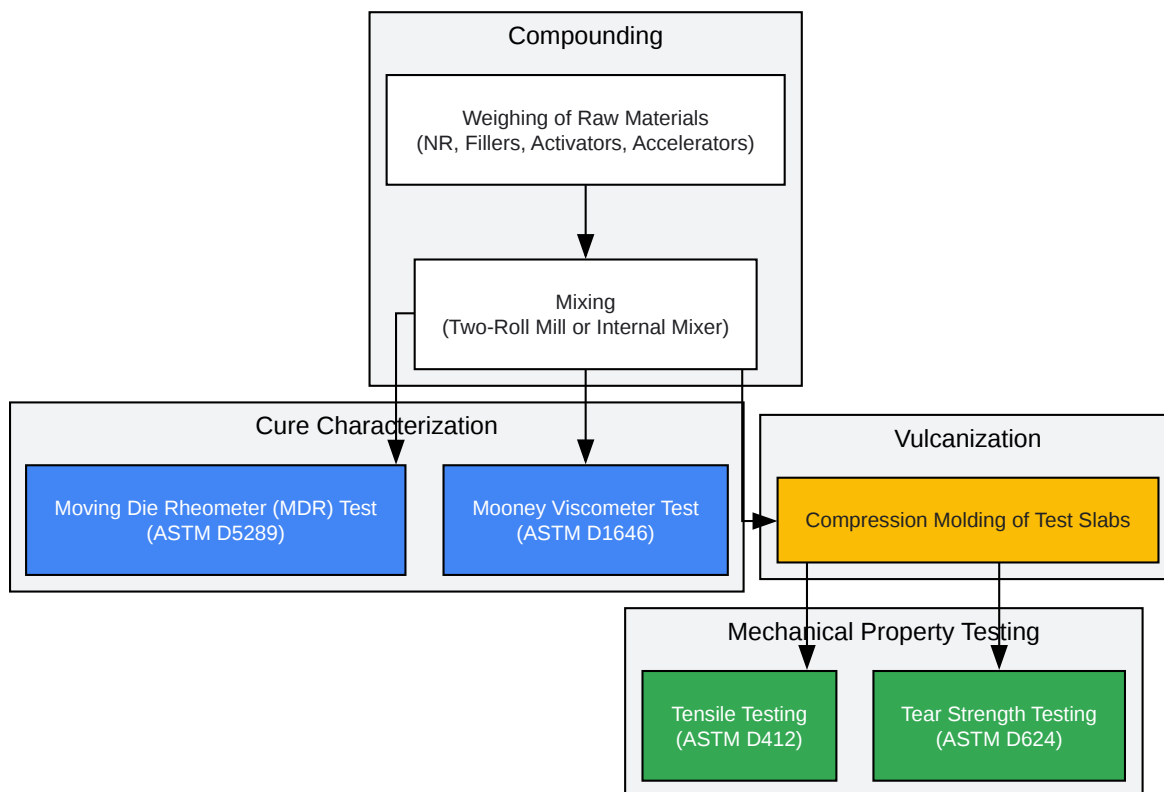 Compounding
Weighing of Raw Materials
(NR, Fillers, Activators, Accelerators)
Mixing
(Two-Roll Mill or Internal Mixer)
Cure Characterization
Moving Die Rheometer (MDR) Test
(ASTM D5289)
Mooney Viscometer Test
(ASTM D1646)
Vulcanization
Compression Molding of Test Slabs
Mechanical Property Testing
Tensile Testing
(ASTM D412)
Tear Strength Testing
(ASTM D624)